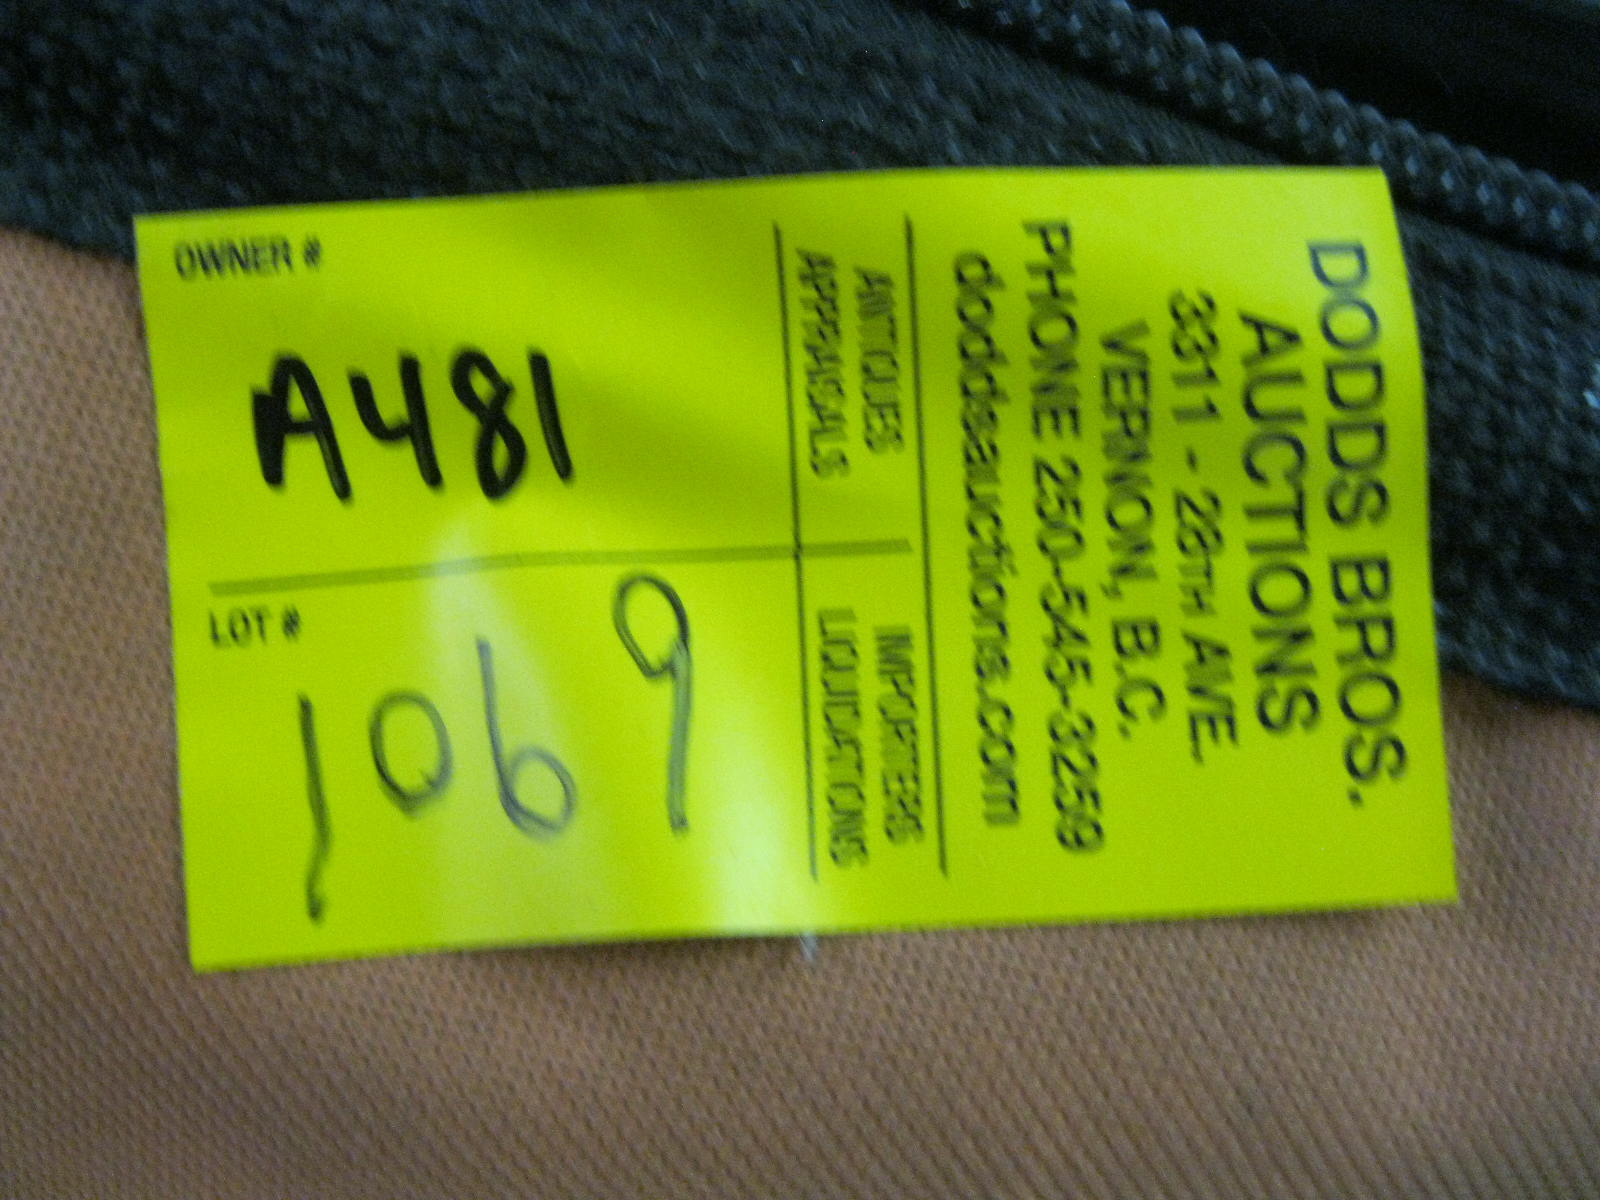 OWNER #
A481
LOT #
1069
ANTIQUES
APPRAISALS
IMPORTERS
LIQUIDATIONS
DODDS BROS.
AUCTIONS
3311 - 28TH AVE.
VERNON, B.C.
PHONE 250-545-3259
doddsauctions.com